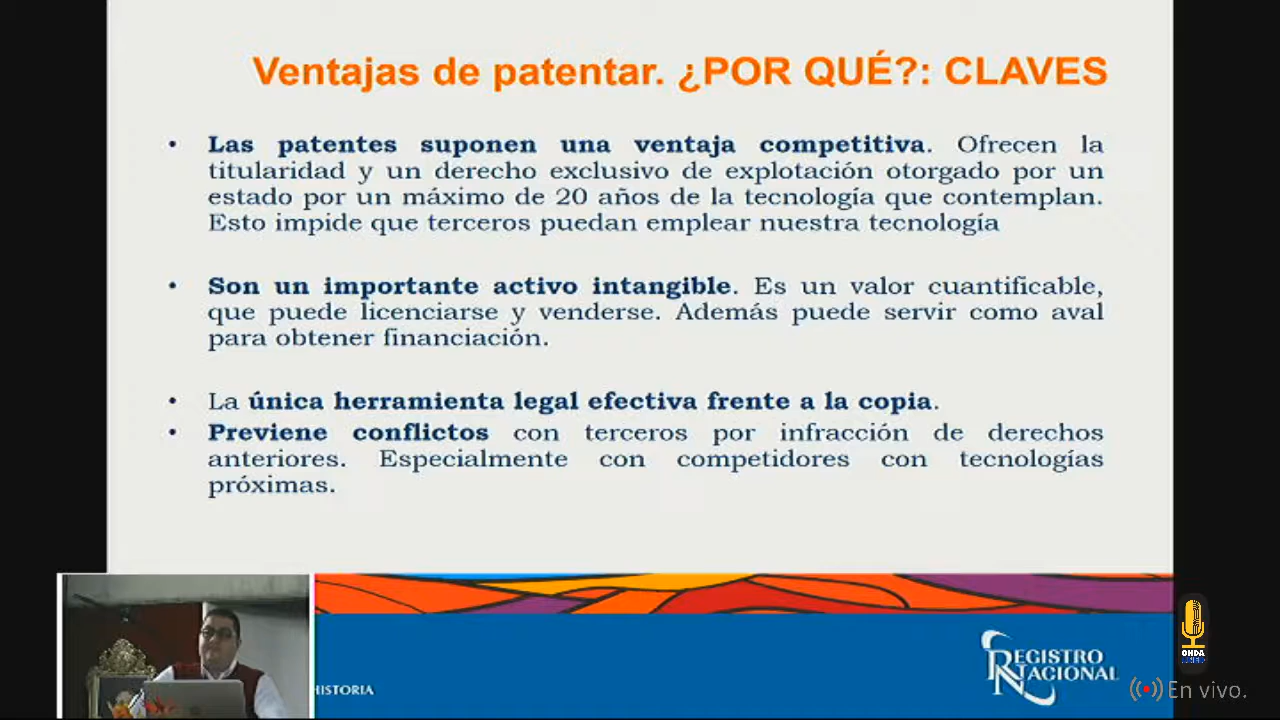 Ventajas de patentar. ¿POR QUÉ?: CLAVES
• Las patentes suponen una ventaja competitiva. Ofrecen la
titularidad y un derecho exclusivo de explotación otorgado por un
estado por un máximo de 20 años de la tecnología que contemplan.
Esto impide que terceros puedan emplear nuestra tecnología
• Son un importante activo intangible. Es un valor cuantificable,
que puede licenciarse y venderse. Además puede servir como aval
para obtener financiación.
• La única herramienta legal efectiva frente a la copia.
• Previene conflictos con terceros por infracción de derechos
anteriores. Especialmente con competidores con tecnologías
próximas.
HISTORIA
REGISTRO
NACIONAL
ONDA
En vivo.